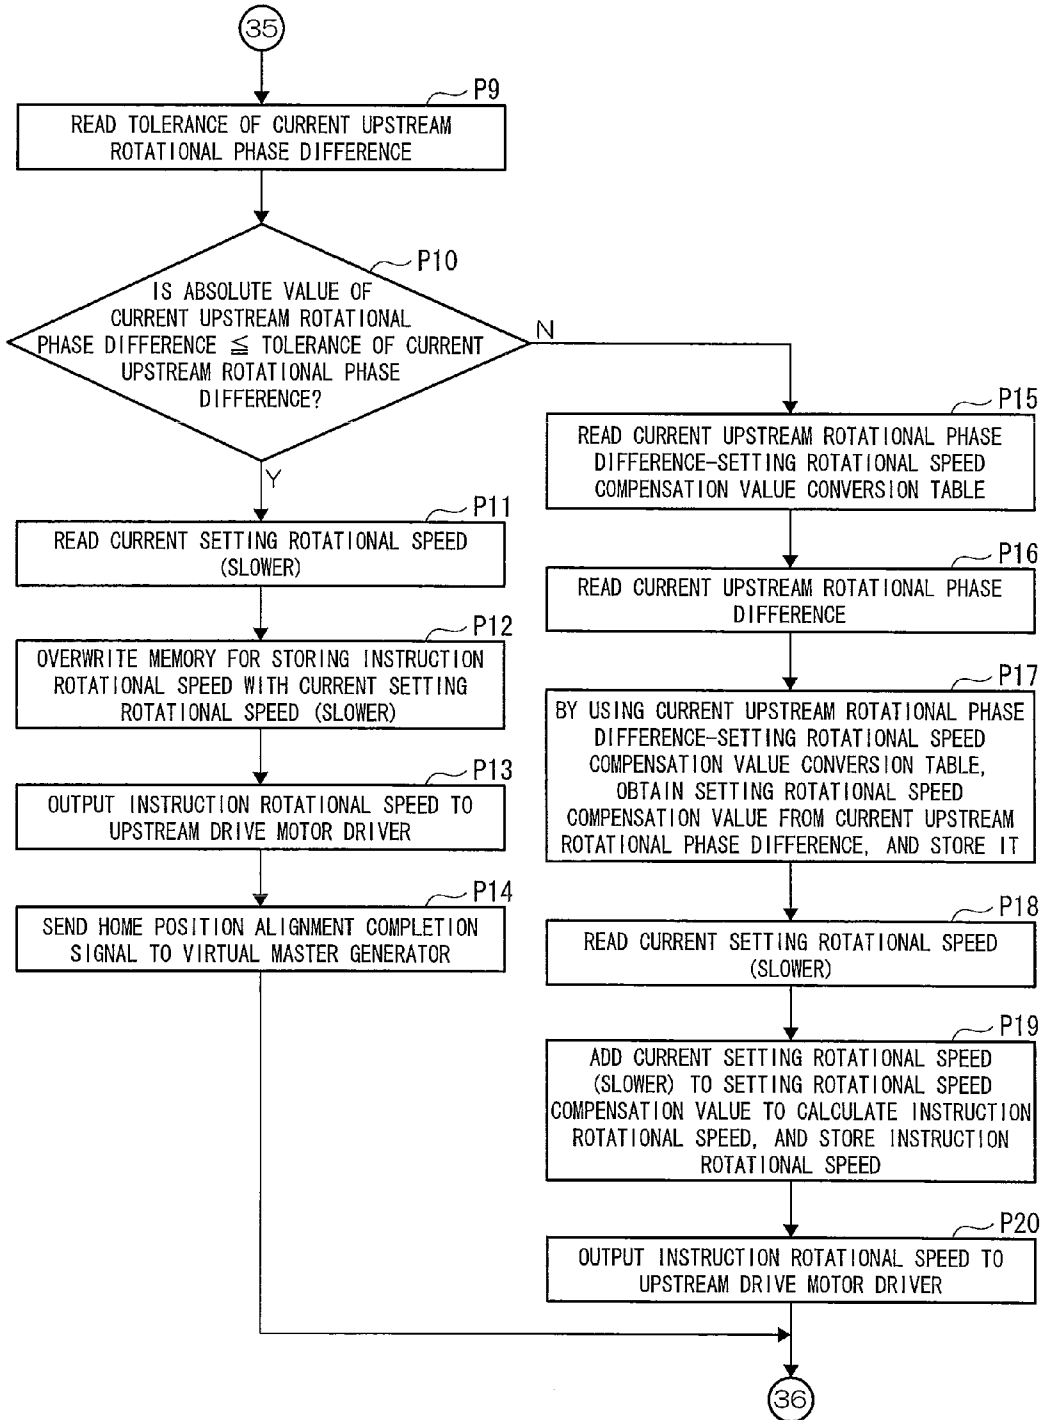 35
P9
READ TOLERANCE OF CURRENT UPSTREAM
ROTATIONAL PHASE DIFFERENCE
P10
IS ABSOLUTE VALUE OF
CURRENT UPSTREAM ROTATIONAL
PHASE DIFFERENCE ≦ TOLERANCE OF CURRENT
UPSTREAM ROTATIONAL PHASE
DIFFERENCE?
N
Y
P11
READ CURRENT SETTING ROTATIONAL SPEED
(SLOWER)
P12
OVERWRITE MEMORY FOR STORING INSTRUCTION
ROTATIONAL SPEED WITH CURRENT SETTING
ROTATIONAL SPEED (SLOWER)
P13
OUTPUT INSTRUCTION ROTATIONAL SPEED TO
UPSTREAM DRIVE MOTOR DRIVER
P14
SEND HOME POSITION ALIGNMENT COMPLETION
SIGNAL TO VIRTUAL MASTER GENERATOR
P15
READ CURRENT UPSTREAM ROTATIONAL PHASE
DIFFERENCE-SETTING ROTATIONAL SPEED
COMPENSATION VALUE CONVERSION TABLE
P16
READ CURRENT UPSTREAM ROTATIONAL PHASE
DIFFERENCE
P17
BY USING CURRENT UPSTREAM ROTATIONAL PHASE
DIFFERENCE-SETTING ROTATIONAL SPEED
COMPENSATION VALUE CONVERSION TABLE,
OBTAIN SETTING ROTATIONAL SPEED
COMPENSATION VALUE FROM CURRENT UPSTREAM
ROTATIONAL PHASE DIFFERENCE, AND STORE IT
P18
READ CURRENT SETTING ROTATIONAL SPEED
(SLOWER)
P19
ADD CURRENT SETTING ROTATIONAL SPEED
(SLOWER) TO SETTING ROTATIONAL SPEED
COMPENSATION VALUE TO CALCULATE INSTRUCTION
ROTATIONAL SPEED, AND STORE INSTRUCTION
ROTATIONAL SPEED
P20
OUTPUT INSTRUCTION ROTATIONAL SPEED TO
UPSTREAM DRIVE MOTOR DRIVER
36